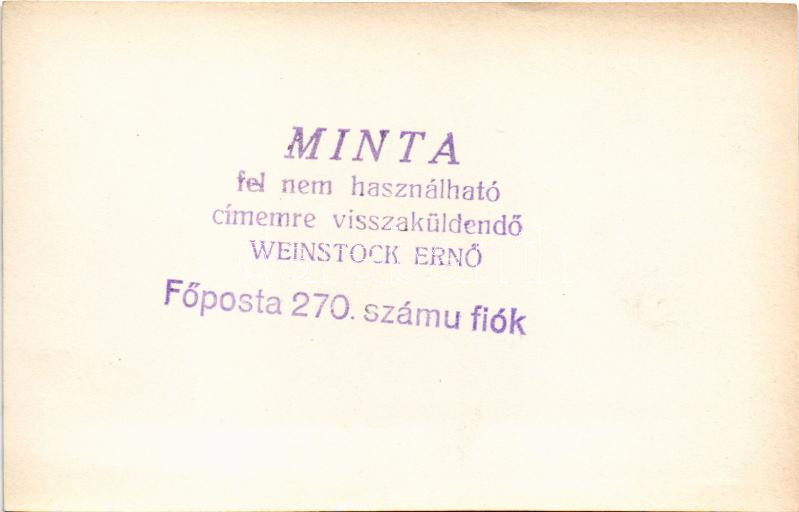 MINTA
fel nem használható
címemre visszaküldendő
WEINSTOCK ERNŐ
Főposta 270. számu fiók